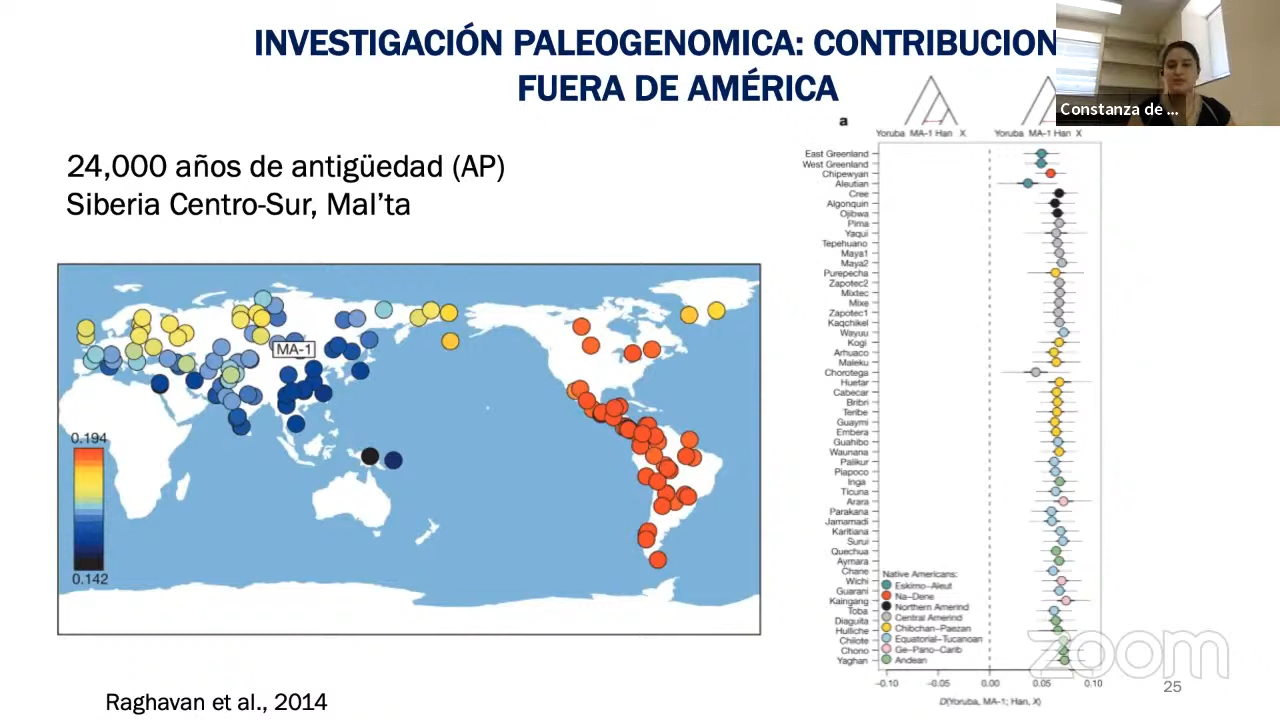 INVESTIGACIÓN PALEOGENOMICA: CONTRIBUCION
FUERA DE AMÉRICA
Constanza de ...
24,000 años de antigüedad (AP)
Siberia Centro-Sur, Mal'ta
MA-1
0.194
0.142
Raghavan et al., 2014
a
Yoruba MA-1 Han X
Yoruba MA-1 Han X
East Greenland
West Greenland
Chipewyan
Aleutian
Cree
Algonquin
Ojibwa
Pima
Yaqui
Tepehuano
Maya1
Maya2
Purepecha
Zapotec2
Mixtec
Mixe
Zapotec1
Kaqchikel
Wayuu
Kogi
Arhuaco
Maleku
Chorotega
Huetar
Cabecar
Bribri
Teribe
Guaymi
Embera
Guahibo
Waunana
Palikur
Piapoco
Inga
Ticuna
Arara
Parakana
Jamamadi
Karitiana
Surui
Quechua
Aymara
Chane
Wichi
Guarani
Kaingang
Toba
Diaguita
Hulliche
Chilote
Chono
Yaghan
Native Americans:
Eskimo-Aleut
Na-Dene
Northern Amerind
Central Amerind
Chibchan-Paezan
Equatorial-Tucanoan
Ge-Pano-Carib
Andean
-0.10 -0.05 0.00 0.05 0.10
D(Yoruba, MA-1; Han, X)
zoom
25